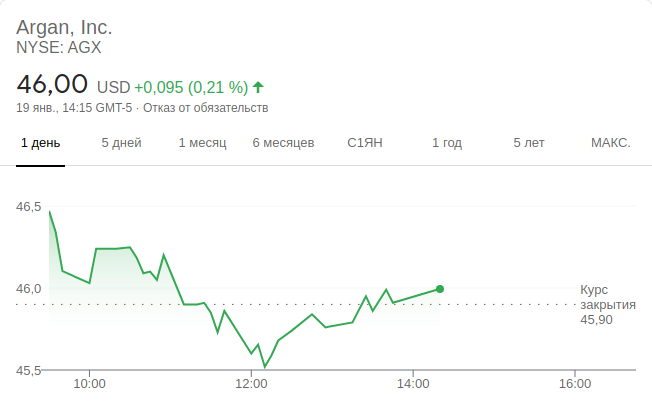 Argan, Inc.
NYSE: AGX
46,00 USD +0,095 (0,21 %)
19 янв., 14:15 GMT-5 · Отказ от обязательств
1 день 5 дней 1 месяц 6 месяцев С1ЯН 1 год 5 лет МАКС.
46,5
46,0
45,5
Курс
закрытия
45,90
10:00 12:00 14:00 16:00